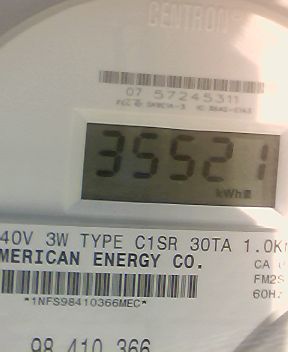 CENTRON
07 57245311
35521
kWh
40V 3W TYPE C1SR 30TA 1.0K
MERICAN ENERGY CO.
CA
FM2S
60Hz
*1NFS98410366MEC*
98 410 366